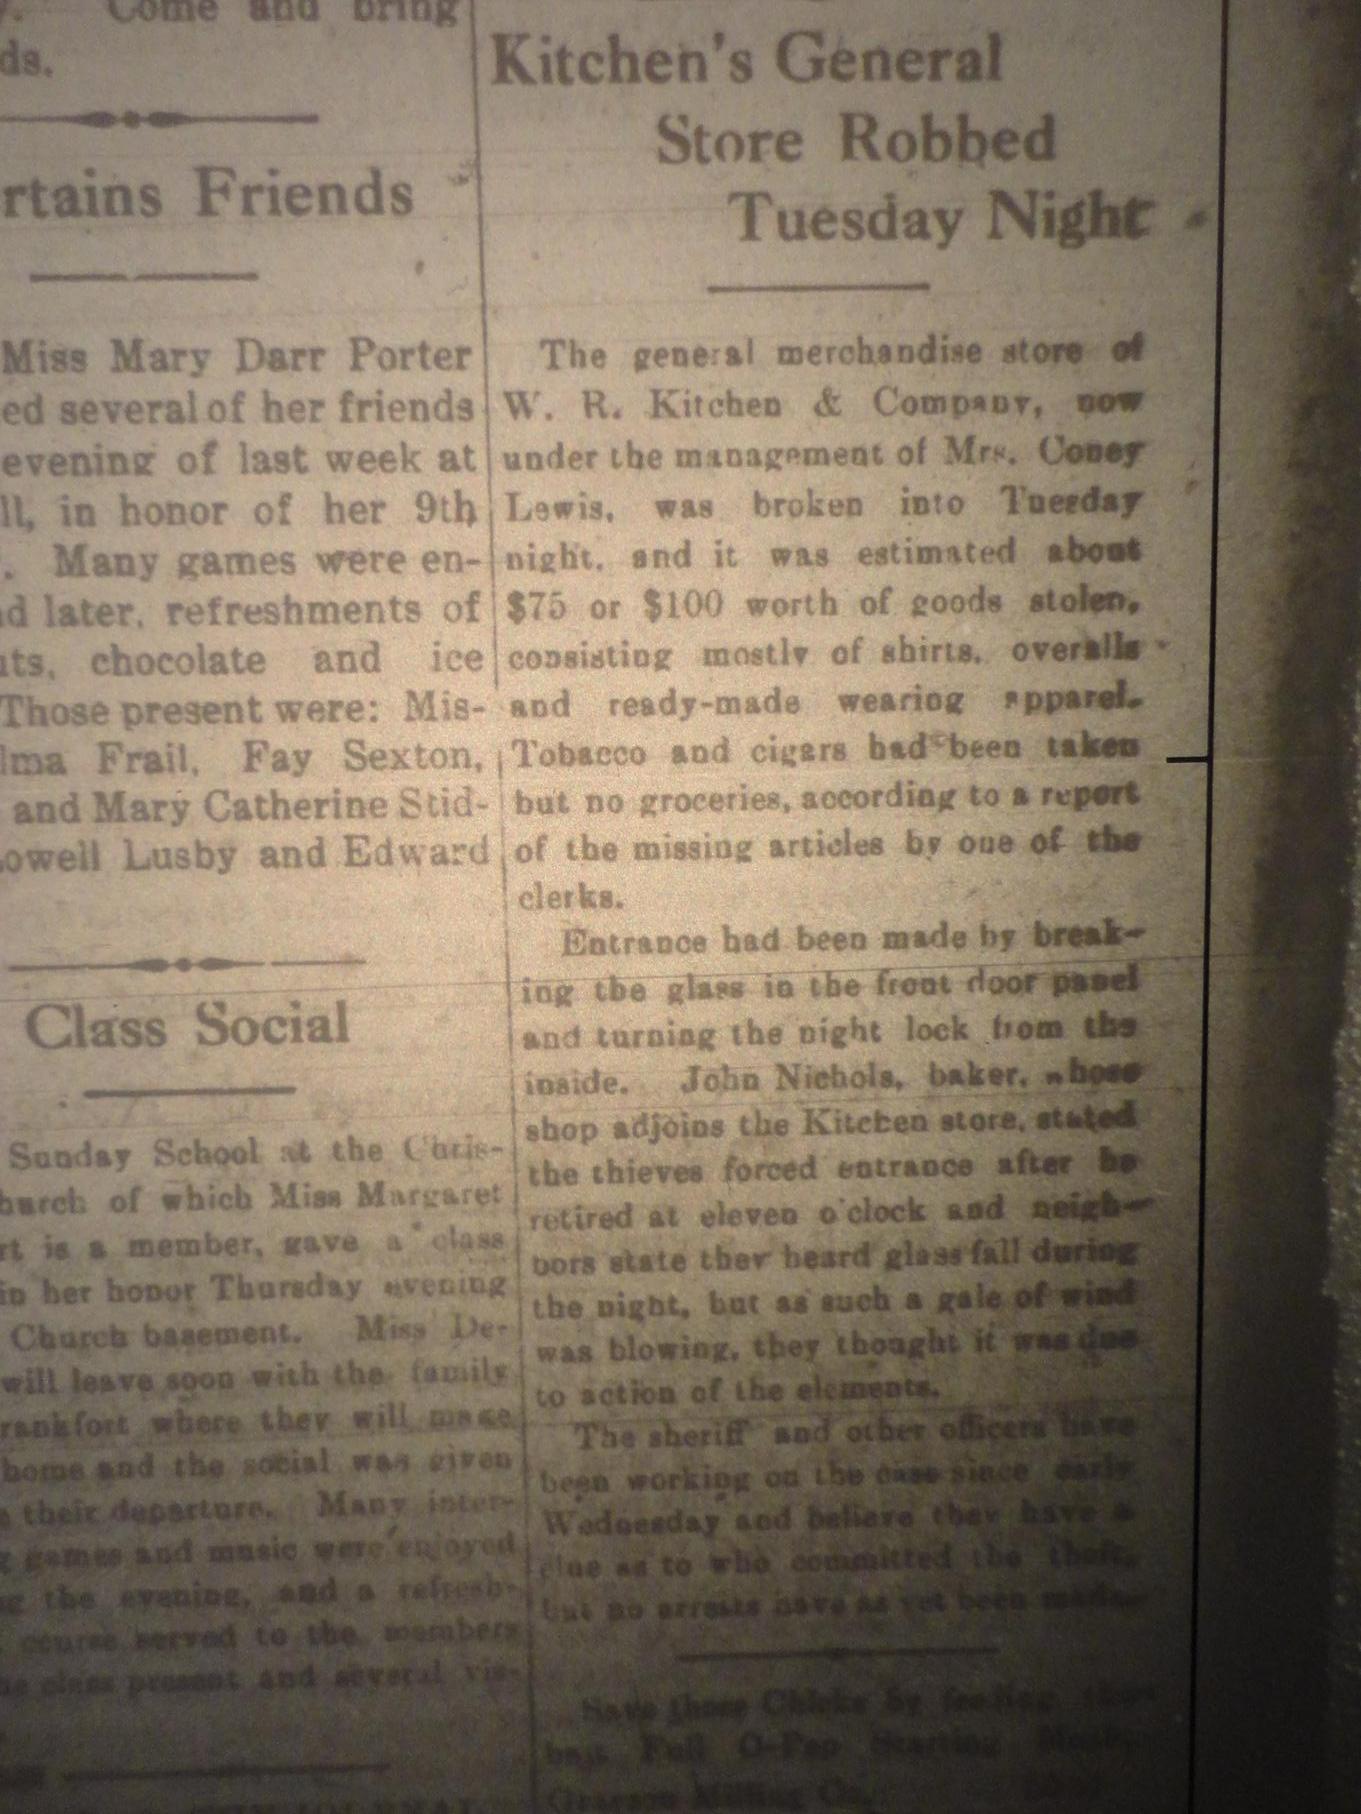 Come and bring
ds.
rtains Friends
Miss Mary Darr Porter
ed several of her friends
evening of last week at
ll, in honor of her 9th
. Many games were en-
d later, refreshments of
ts, chocolate and ice
Those present were: Mis-
lma Frail, Fay Sexton,
and Mary Catherine Stid-
owell Lusby and Edward
Class Social
Sunday School at the Chris-
hurch of which Miss Margaret
rt is a member, gave a class
in her honor Thursday evening
Church basement. Miss De-
will leave soon with the family
rankfort where they will make
home and the social was given
their departure. Many inter-
g games and music were enjoyed
g the evening, and a refresh-
course served to the members
he class present and several vis-
Kitchen's General
Store Robbed
Tuesday Night
The general merchandise store of
W. R. Kitchen & Company, now
under the management of Mrs. Coney
Lewis, was broken into Tuesday
night, and it was estimated about
$75 or $100 worth of goods stolen,
consisting mostly of shirts, overalls
and ready-made wearing apparel.
Tobacco and cigars had been taken
but no groceries, according to a report
of the missing articles by one of the
clerks.
Entrance had been made by break-
ing the glass in the front door panel
and turning the night lock from the
inside. John Nichols, baker, whose
shop adjoins the Kitchen store, stated
the thieves forced entrance after he
retired at eleven o'clock and neigh-
bors state they heard glass fall during
the night, but as such a gale of wind
was blowing, they thought it was due
to action of the elements.
The sheriff and other officers have
been working on the case since early
Wednesday and believe they have a
clue as to who committed the theft,
but no arrests have as yet been made.
Save those Chicks by feeding the
best Full O-Pep Starting
Milling Co.